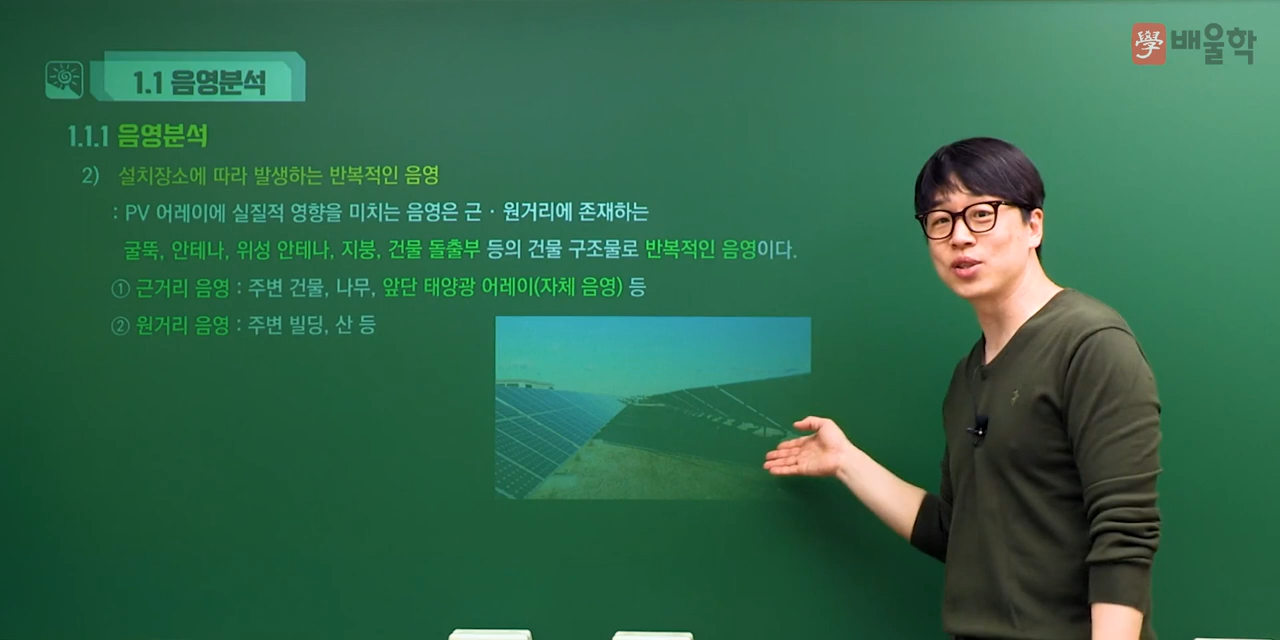 學 배울학
1.1 음영분석
1.1.1 음영분석
2) 설치장소에 따라 발생하는 반복적인 음영
: PV 어레이에 실질적 영향을 미치는 음영은 근 · 원거리에 존재하는
굴뚝, 안테나, 위성 안테나, 지붕, 건물 돌출부 등의 건물 구조물로 반복적인 음영이다.
① 근거리 음영 : 주변 건물, 나무, 앞단 태양광 어레이(자체 음영) 등
② 원거리 음영 : 주변 빌딩, 산 등